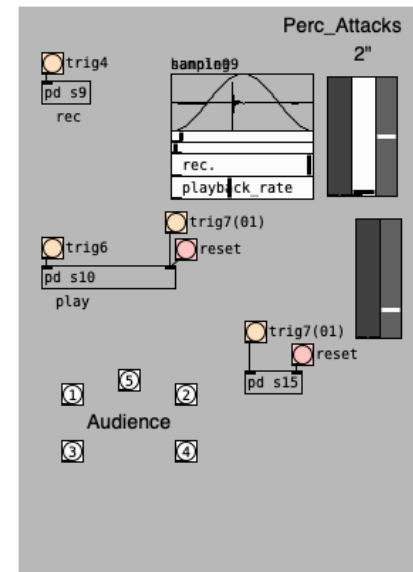 Perc_Attacks
2"
trig4
pd s9
rec
rec.
playback_rate
trig7(01)
reset
trig6
pd s10
play
trig7(01)
reset
pd s15
5
1
2
Audience
3
4